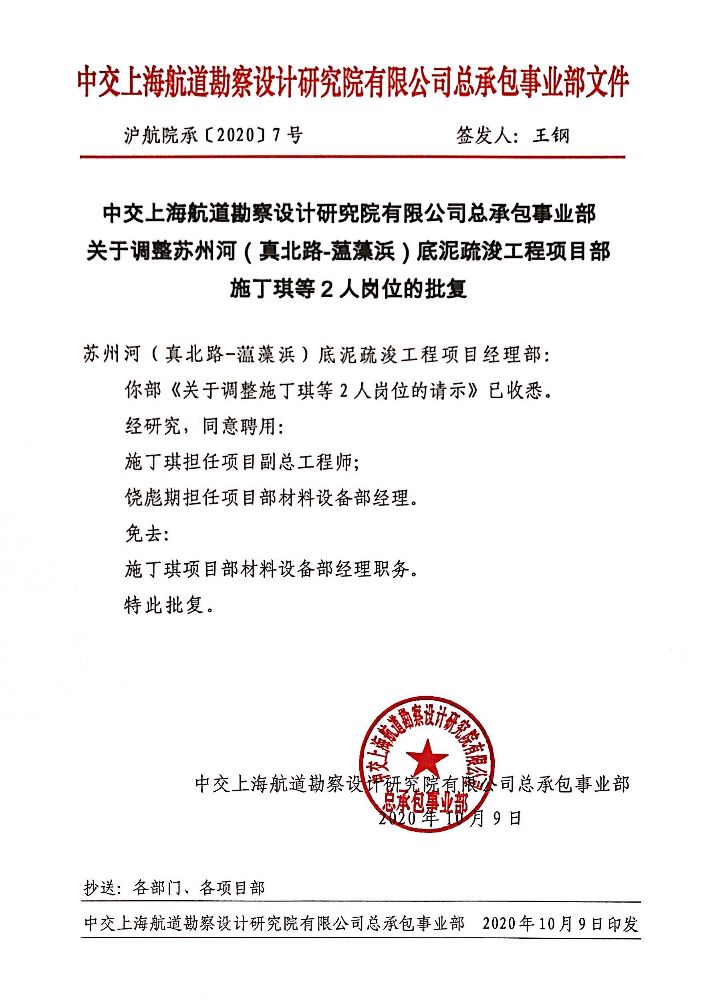 中交上海航道勘察设计研究院有限公司总承包事业部文件
沪航院承〔2020〕7号 签发人：王钢
中交上海航道勘察设计研究院有限公司总承包事业部
关于调整苏州河（真北路-蕰藻浜）底泥疏浚工程项目部
施丁琪等2人岗位的批复
苏州河（真北路-蕰藻浜）底泥疏浚工程项目经理部：
你部《关于调整施丁琪等2人岗位的请示》已收悉。
经研究，同意聘用：
施丁琪担任项目副总工程师；
饶彪期担任项目部材料设备部经理。
免去：
施丁琪项目部材料设备部经理职务。
特此批复。
中交上海航道勘察设计研究院有限公司
总承包事业部
中交上海航道勘察设计研究院有限公司总承包事业部
2020年10月9日
抄送：各部门、各项目部
中交上海航道勘察设计研究院有限公司总承包事业部 2020年10月9日印发